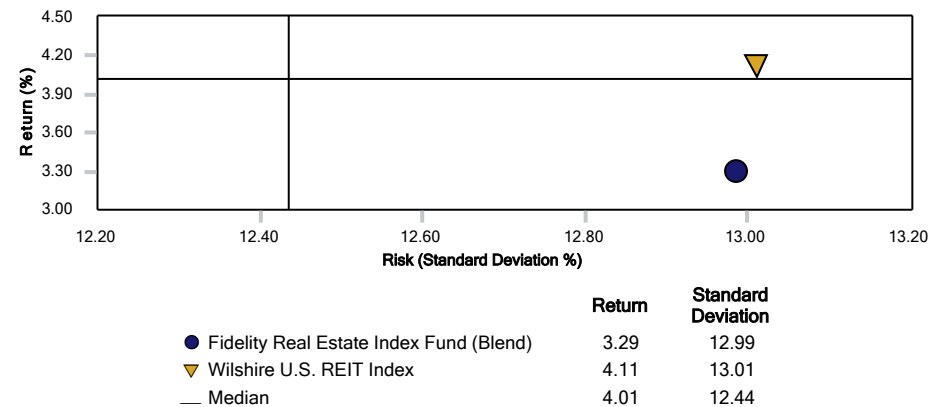 4.50
4.20
3.90
3.60
3.30
3.00
Return (%)
12.20 12.40 12.60 12.80 13.00 13.20
Risk (Standard Deviation %)
Return Standard Deviation
Fidelity Real Estate Index Fund (Blend) 3.29 12.99
Wilshire U.S. REIT Index 4.11 13.01
Median 4.01 12.44